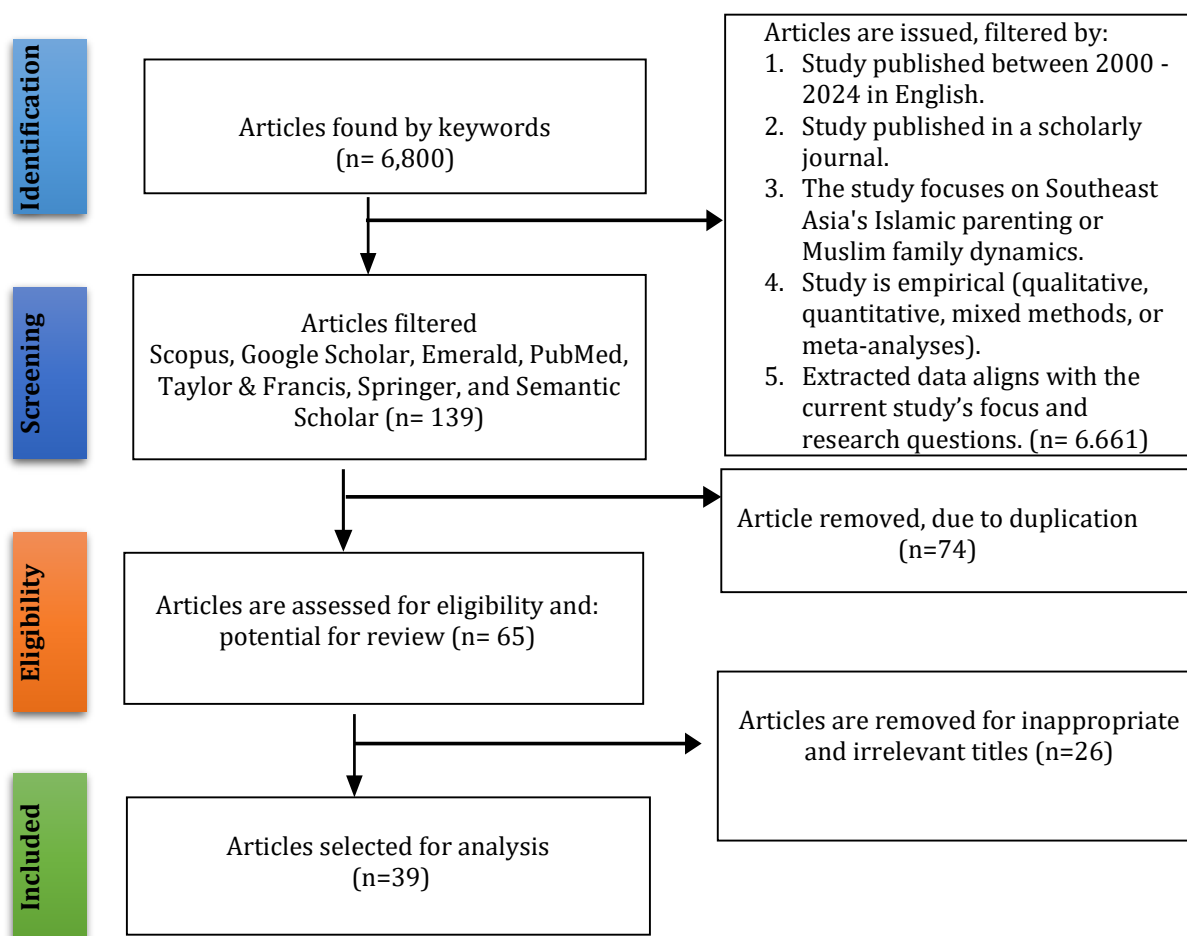 Identification
Articles found by keywords
(n= 6,800)
Articles are issued, filtered by:
1. Study published between 2000 -
2024 in English.
2. Study published in a scholarly
journal.
3. The study focuses on Southeast
Asia's Islamic parenting or
Muslim family dynamics.
4. Study is empirical (qualitative,
quantitative, mixed methods, or
meta-analyses).
5. Extracted data aligns with the
current study’s focus and
research questions. (n= 6.661)
Screening
Articles filtered
Scopus, Google Scholar, Emerald, PubMed,
Taylor & Francis, Springer, and Semantic
Scholar (n= 139)
Article removed, due to duplication
(n=74)
Eligibility
Articles are assessed for eligibility and:
potential for review (n= 65)
Articles are removed for inappropriate
and irrelevant titles (n=26)
Included
Articles selected for analysis
(n=39)